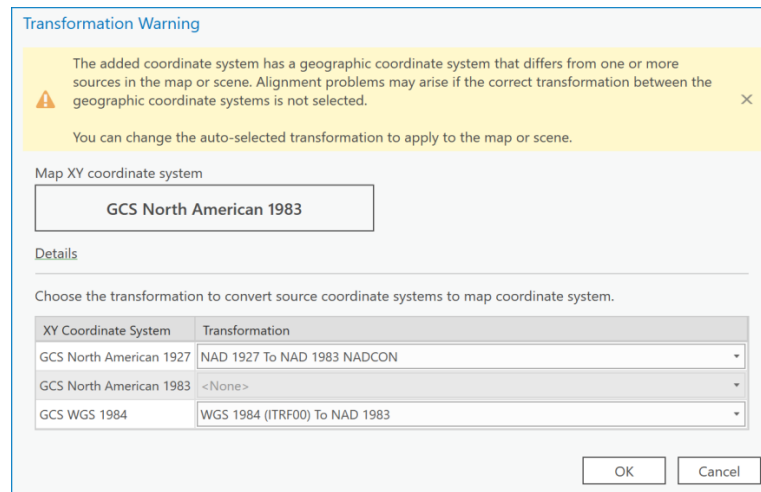 Transformation Warning
The added coordinate system has a geographic coordinate system that differs from one or more
sources in the map or scene. Alignment problems may arise if the correct transformation between the
geographic coordinate systems is not selected.
You can change the auto-selected transformation to apply to the map or scene.
Map XY coordinate system
GCS North American 1983
Details
Choose the transformation to convert source coordinate systems to map coordinate system.
XY Coordinate System Transformation
GCS North American 1927 NAD 1927 To NAD 1983 NADCON
GCS North American 1983 <None>
GCS WGS 1984 WGS 1984 (ITRF00) To NAD 1983
OK Cancel